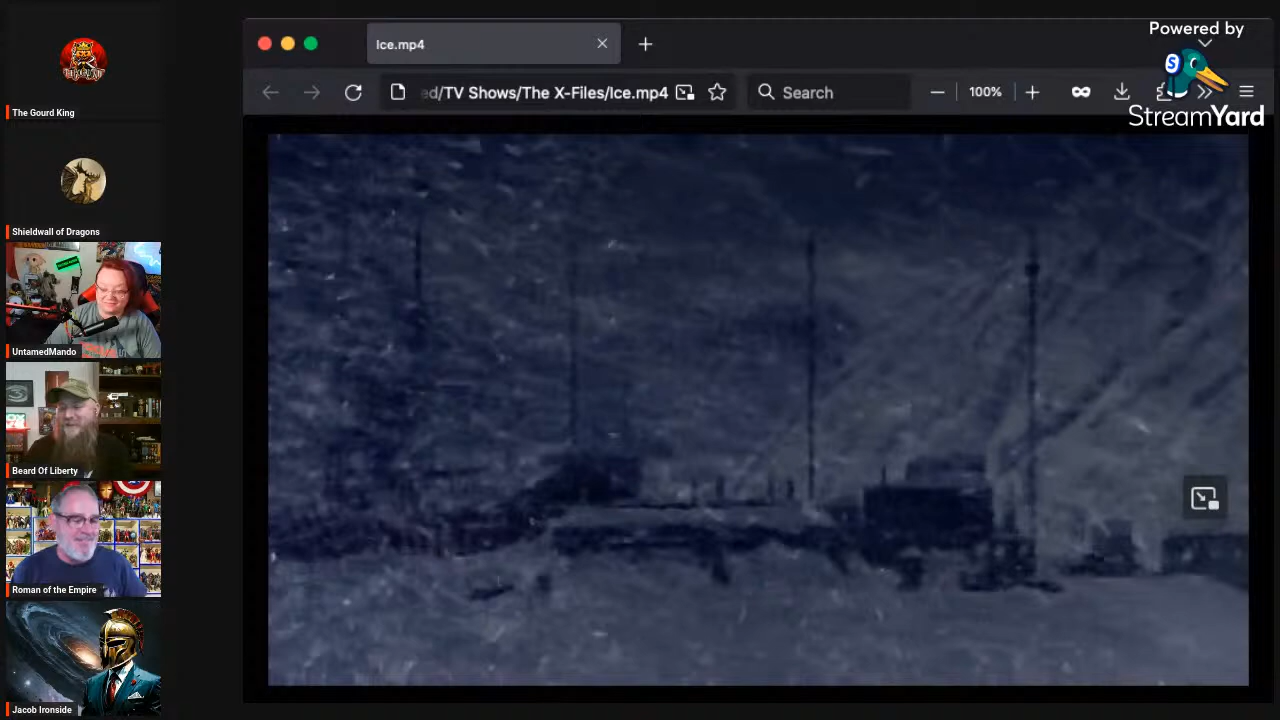 The Gourd King
Shieldwall of Dragons
UntamedMando
Beard Of Liberty
Roman of the Empire
Jacob Ironside
Ice.mp4
ed/TV Shows/The X-Files/Ice.mp4
Search
100%
Powered by
S
StreamYard